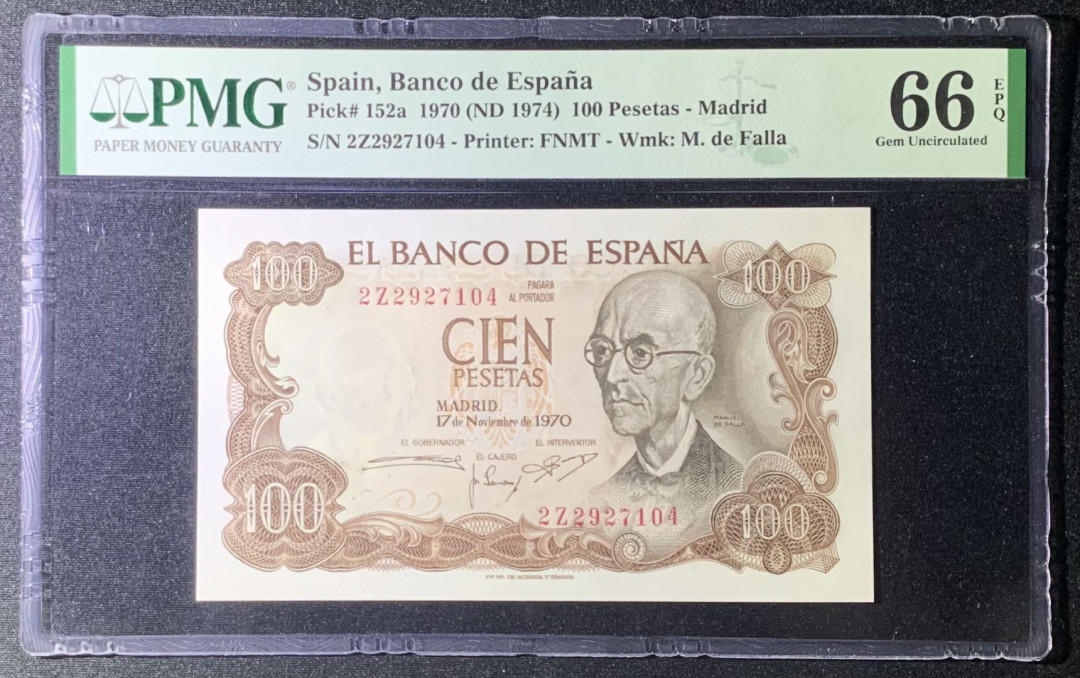 PMG®
PAPER MONEY GUARANTY
Spain, Banco de España
Pick# 152a 1970 (ND 1974) 100 Pesetas - Madrid
S/N 2Z2927104 - Printer: FNMT - Wmk: M. de Falla
66
EPQ
Gem Uncirculated
EL BANCO DE ESPAÑA
100
100
2Z2927104
PAGARA
AL PORTADOR
CIEN
PESETAS
MADRID.
17 de Noviembre de 1970
MANUEL
DE FALLA
EL GOBERNADOR
EL INTERVENTOR
EL CAJERO
2Z2927104
100
100